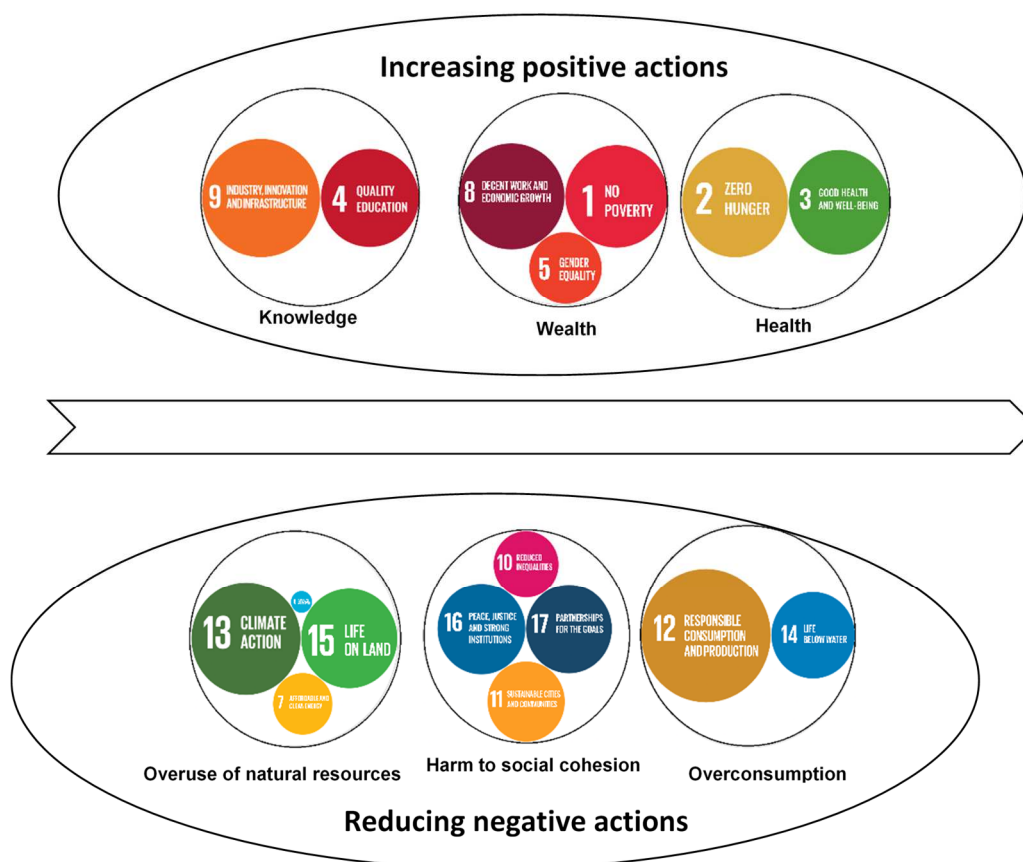 Increasing positive actions
9 INDUSTRY, INNOVATION
AND INFRASTRUCTURE
4 QUALITY
EDUCATION
Knowledge
8 DECENT WORK AND
ECONOMIC GROWTH
1 NO
POVERTY
5 GENDER
EQUALITY
Wealth
2 ZERO
HUNGER
3 GOOD HEALTH
AND WELL-BEING
Health
13 CLIMATE
ACTION
15 LIFE
ON LAND
7 AFFORDABLE AND
CLEAN ENERGY
Overuse of natural resources
10 REDUCED
INEQUALITIES
16 PEACE, JUSTICE
AND STRONG
INSTITUTIONS
17 PARTNERSHIPS
FOR THE GOALS
11 SUSTAINABLE CITIES
AND COMMUNITIES
Harm to social cohesion
12 RESPONSIBLE
CONSUMPTION
AND PRODUCTION
14 LIFE
BELOW WATER
Overconsumption
Reducing negative actions